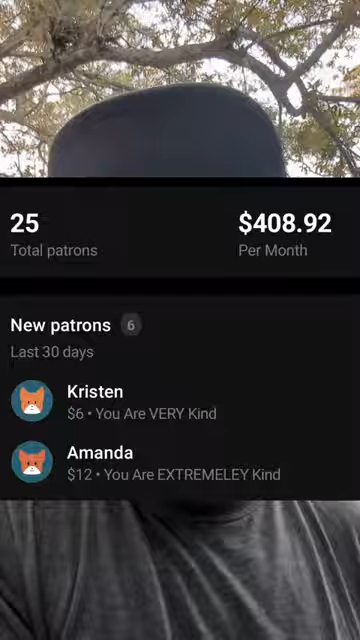 25
$408.92
Total patrons
Per Month
New patrons 6
Last 30 days
Kristen
$6 • You Are VERY Kind
Amanda
$12 • You Are EXTREMELEY Kind